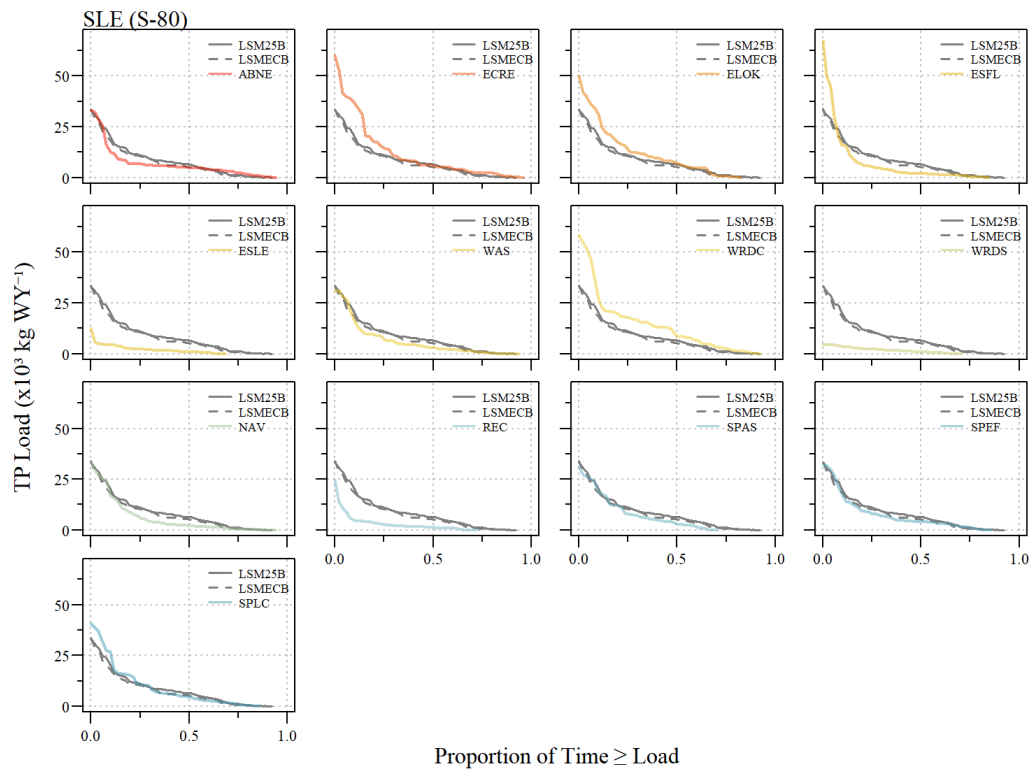 SLE (S-80)
LSM25B
LSMECB
ABNE
LSM25B
LSMECB
ECRE
LSM25B
LSMECB
ELOK
LSM25B
LSMECB
ESFL
50
25
0
LSM25B
LSMECB
ESLE
LSM25B
LSMECB
WAS
LSM25B
LSMECB
WRDC
LSM25B
LSMECB
WRDS
50
25
0
TP Load (x10³ kg WY⁻¹)
LSM25B
LSMECB
NAV
LSM25B
LSMECB
REC
LSM25B
LSMECB
SPAS
LSM25B
LSMECB
SPEF
50
25
0
0.0 0.5 1.0
0.0 0.5 1.0
0.0 0.5 1.0
LSM25B
LSMECB
SPLC
50
25
0
0.0 0.5 1.0
Proportion of Time ≥ Load